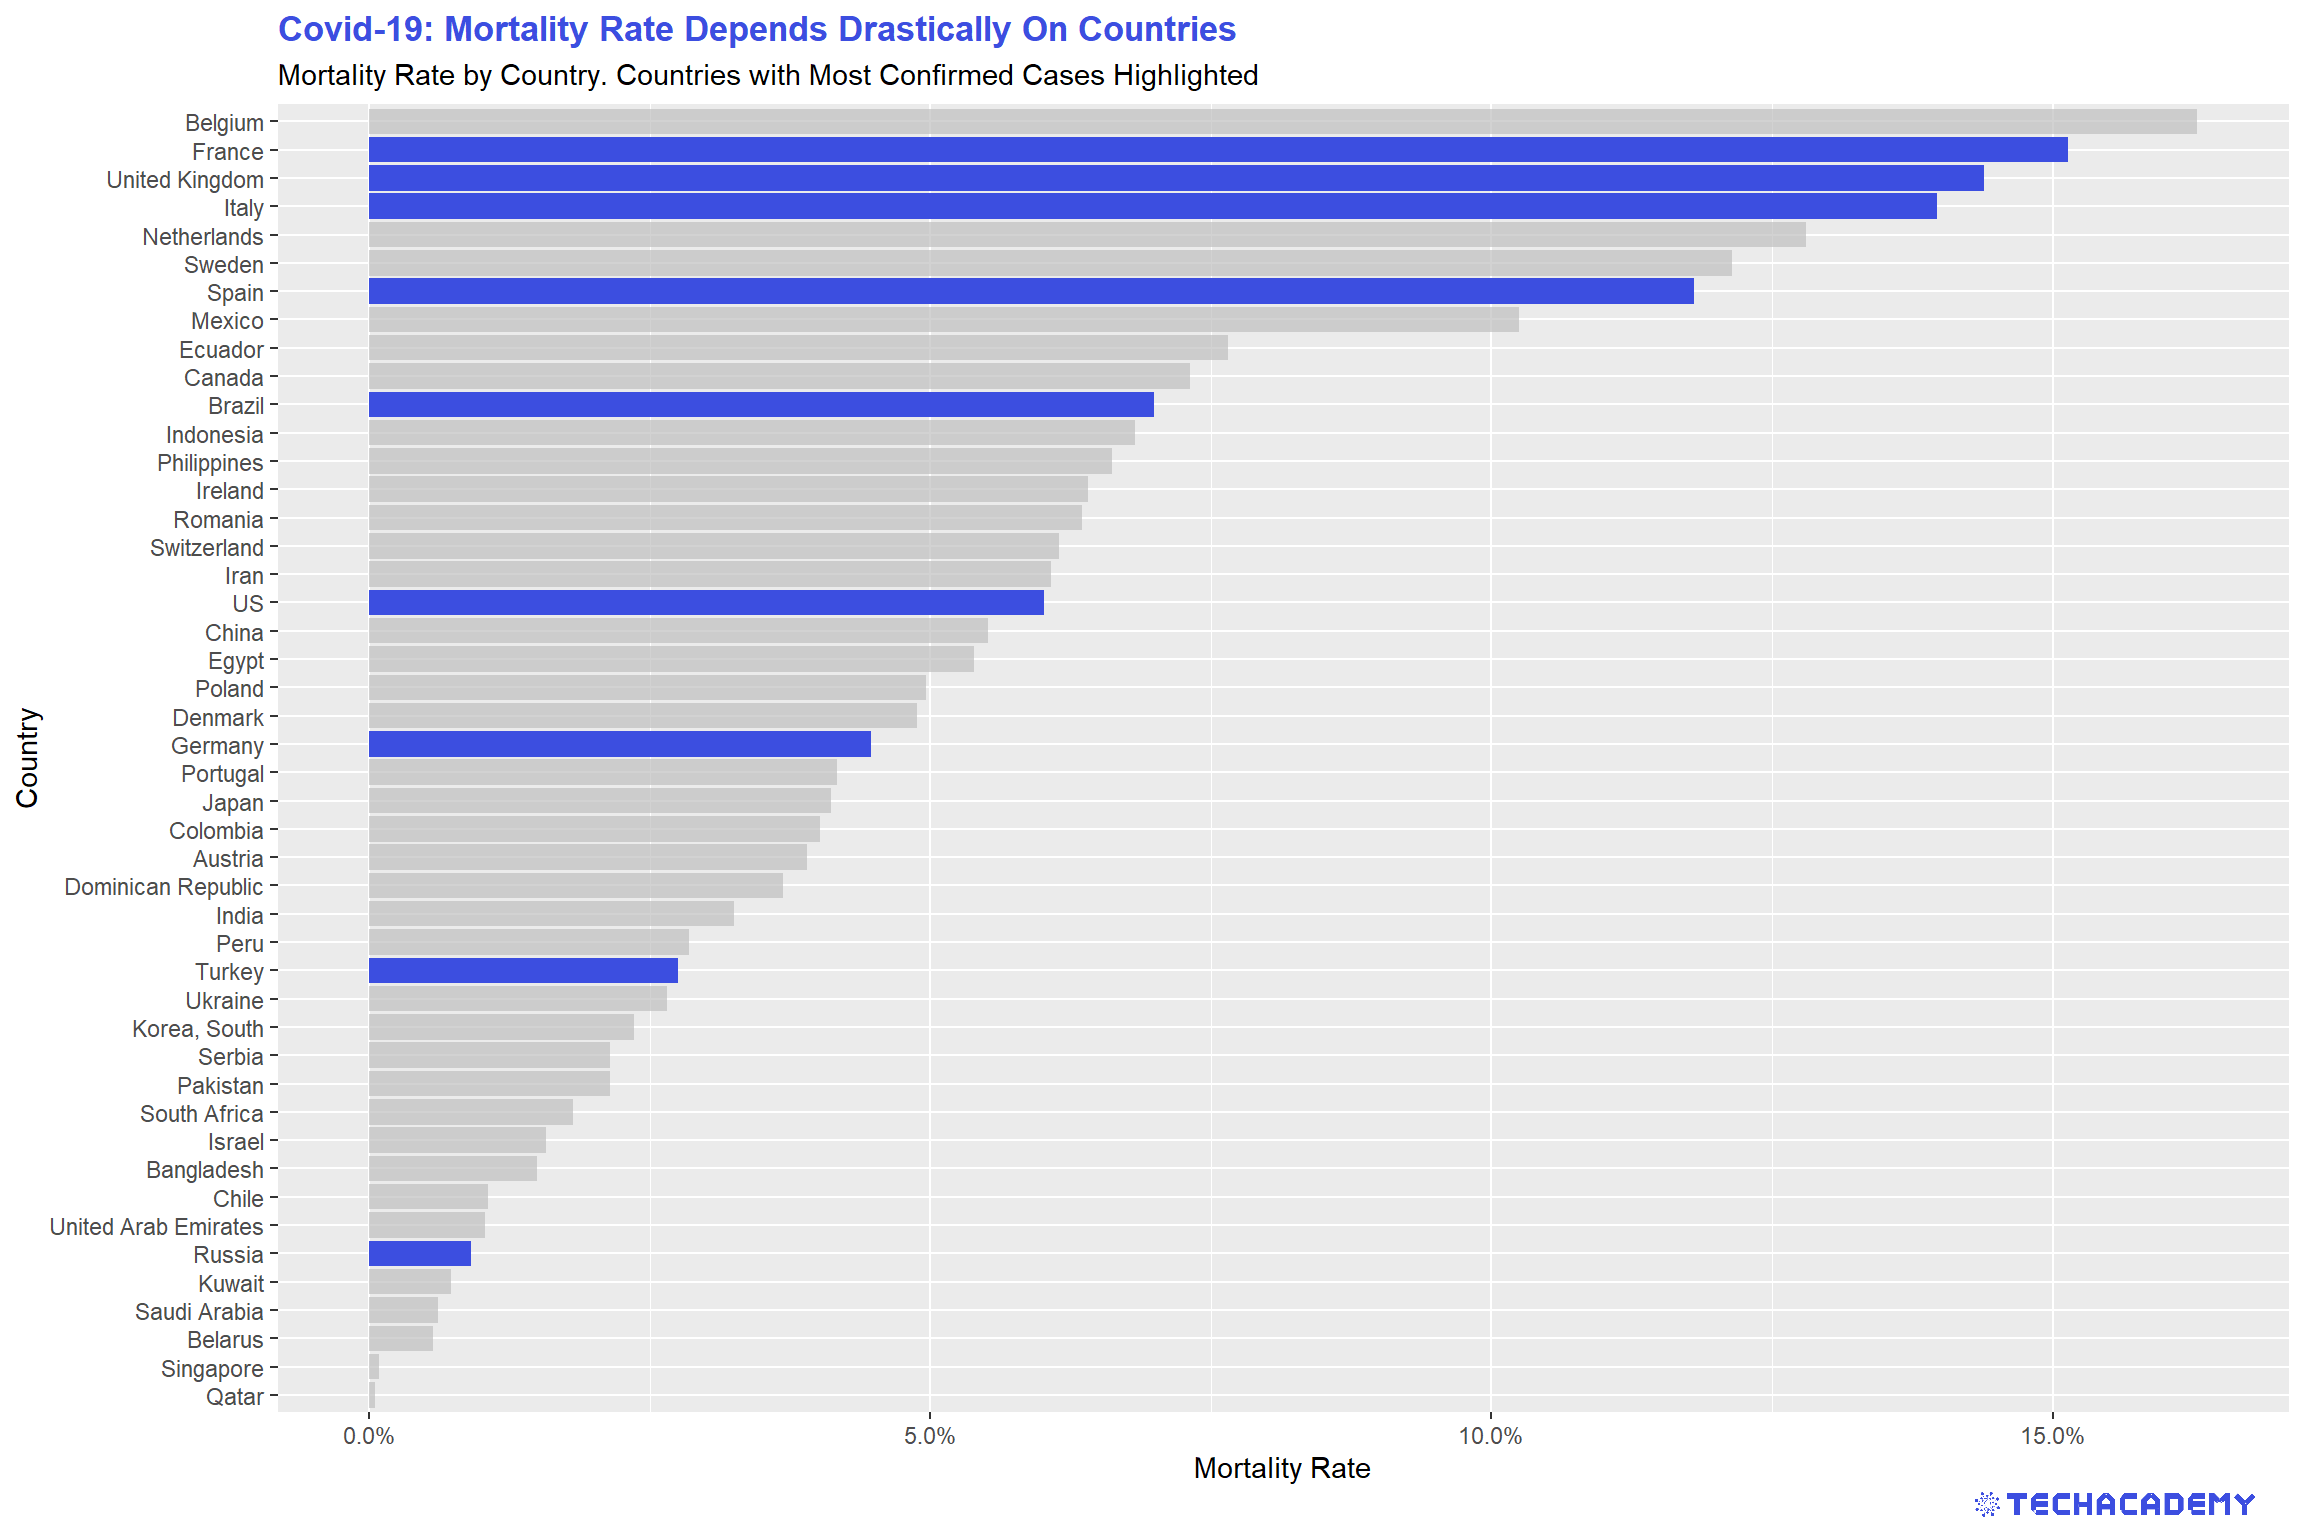 Covid-19: Mortality Rate Depends Drastically On Countries
Mortality Rate by Country. Countries with Most Confirmed Cases Highlighted
Country
Belgium
France
United Kingdom
Italy
Netherlands
Sweden
Spain
Mexico
Ecuador
Canada
Brazil
Indonesia
Philippines
Ireland
Romania
Switzerland
Iran
US
China
Egypt
Poland
Denmark
Germany
Portugal
Japan
Colombia
Austria
Dominican Republic
India
Peru
Turkey
Ukraine
Korea, South
Serbia
Pakistan
South Africa
Israel
Bangladesh
Chile
United Arab Emirates
Russia
Kuwait
Saudi Arabia
Belarus
Singapore
Qatar
0.0% 5.0% 10.0% 15.0%
Mortality Rate
TECHACADEMY